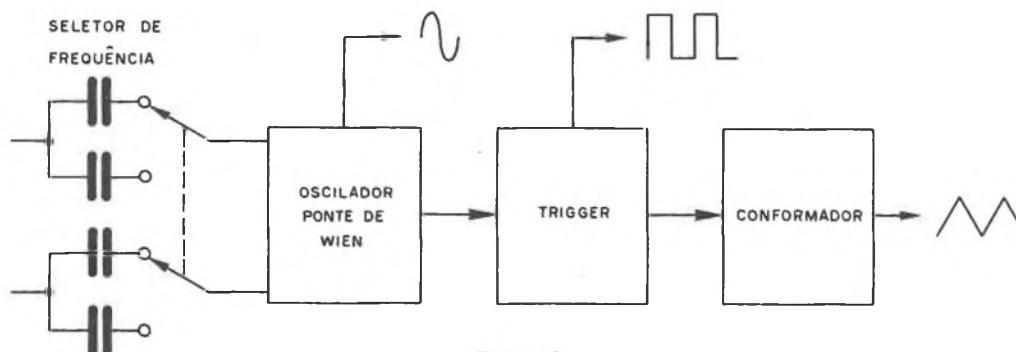 SELETOR DE
FREQUÊNCIA
OSCILADOR
PONTE DE
WIEN
TRIGGER
CONFORMADOR